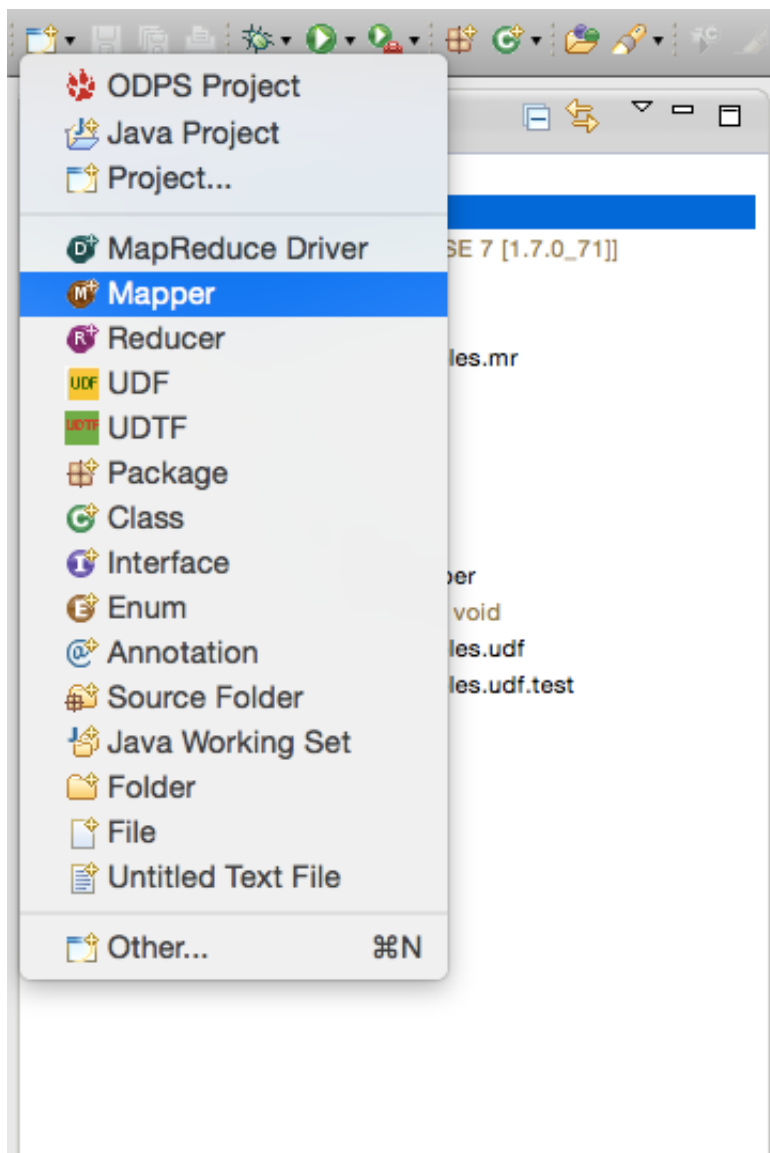 ODPS Project
Java Project
Project...
MapReduce Driver
SE 7 [1.7.0_71]]
Mapper
Reducer
les.mr
UDF UDF
UDTF UDTF
Package
Class
Interface
per
Enum
void
Annotation
les.udf
Source Folder
les.udf.test
Java Working Set
Folder
File
Untitled Text File
Other... ⌘N